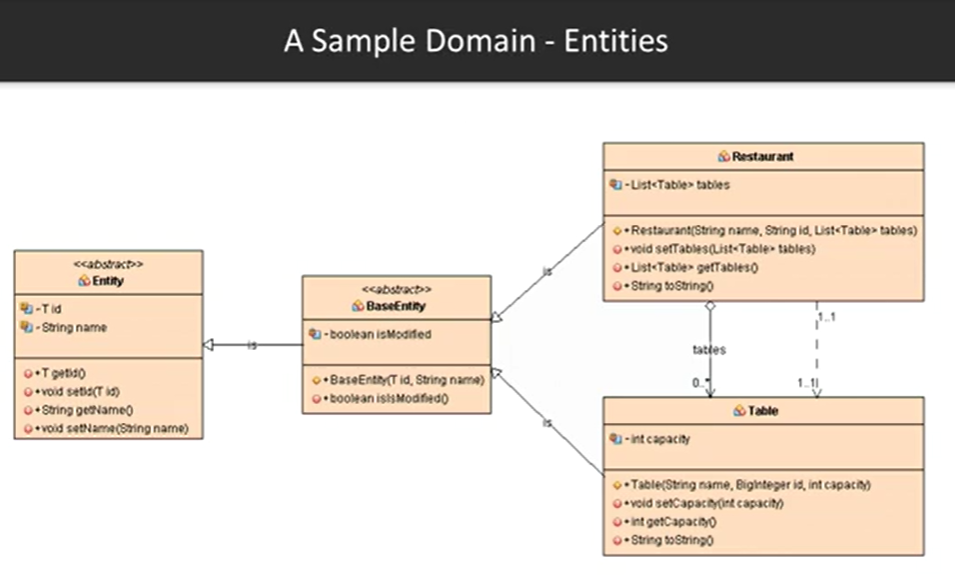 A Sample Domain - Entities
<<abstract>>
Entity
- T id
- String name
+ T getId()
+ void setId(T id)
+ String getName()
+ void setName(String name)
is
<<abstract>>
BaseEntity
- boolean isModified
+ BaseEntity(T id, String name)
+ boolean isIsModified()
is
is
Restaurant
- List<Table> tables
+ Restaurant(String name, String id, List<Table> tables)
+ void setTables(List<Table> tables)
+ List<Table> getTables()
+ String toString()
1..1
tables
0..*
1..1
Table
- int capacity
+ Table(String name, BigInteger id, int capacity)
+ void setCapacity(int capacity)
+ int getCapacity()
+ String toString()